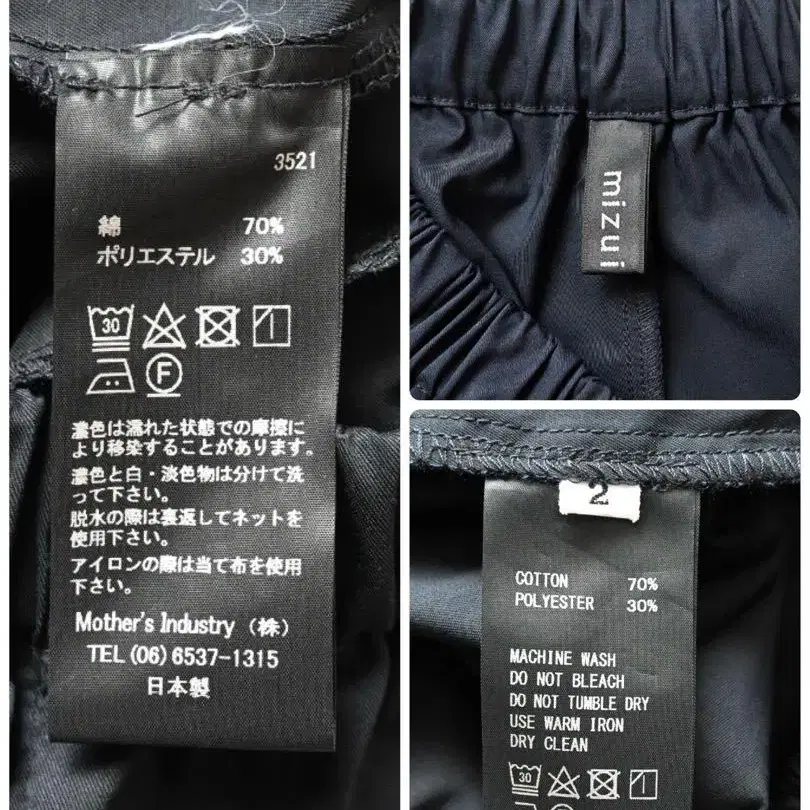 3521
綿 70%
ポリエステル 30%
30
F
濃色は濡れた状態での摩擦に
より移染することがあります。
濃色と白・淡色物は分けて洗
って下さい。
脱水の際は裏返してネットを
使用下さい。
アイロンの際は当て布を使用
下さい。
Mother's Industry (株)
TEL(06)6537-1315
日本製
mizui
2
COTTON 70%
POLYESTER 30%
MACHINE WASH
DO NOT BLEACH
DO NOT TUMBLE DRY
USE WARM IRON
DRY CLEAN
30